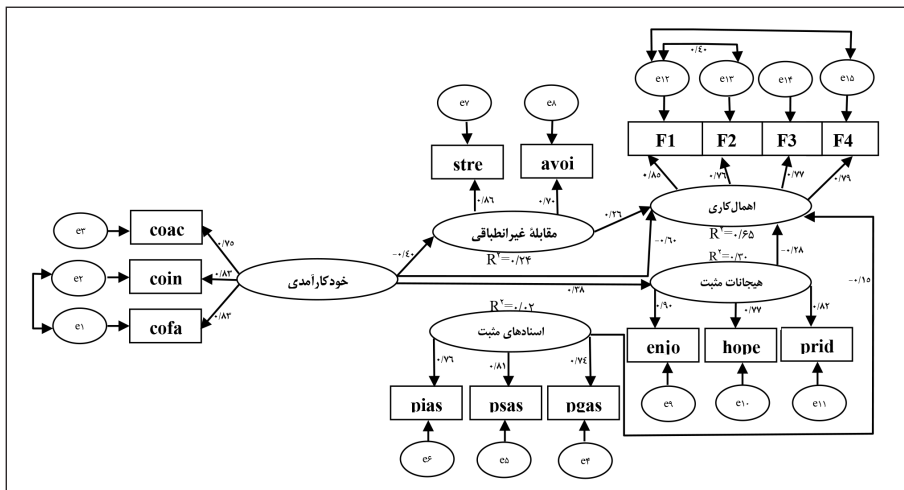 ۰/۴۰
e۱۲
e۱۳
e۱۴
e۱۵
e۷
e۸
F1 F2 F3 F4
stre
avoi
۰/۸۵
۰/۷۶
۰/۷۷
۰/۷۹
۰/۸۶
۰/۷۰
اهمال‌کاری
R۲=۰/۶۵
۰/۲۶
مقابلهٔ غیرانطباقی
R۲=۰/۲۴
e۳
coac
۰/۷۵
-۰/۴۰
-۰/۶۰
-۰/۲۸
-۰/۱۵
e۲
coin
۰/۸۳
خودکارآمدی
R۲=۰/۳۰
هیجانات مثبت
۰/۳۸
e۱
cofa
۰/۸۳
R۲=۰/۰۲
اسنادهای مثبت
۰/۹۰
۰/۷۷
۰/۸۲
enjo
hope
prid
۰/۷۶
۰/۸۱
۰/۷۴
e۹
e۱۰
e۱۱
pias
psas
pgas
e۶
e۵
e۴